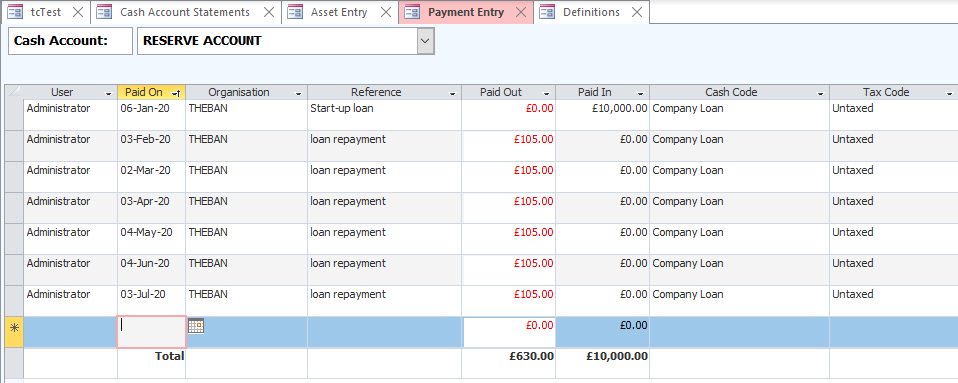 tcTest Cash Account Statements Asset Entry Payment Entry Definitions
Cash Account: RESERVE ACCOUNT
User Paid On Organisation Reference Paid Out Paid In Cash Code Tax Code
Administrator 06-Jan-20 THEBAN Start-up loan £0.00 £10,000.00 Company Loan Untaxed
Administrator 03-Feb-20 THEBAN loan repayment £105.00 £0.00 Company Loan Untaxed
Administrator 02-Mar-20 THEBAN loan repayment £105.00 £0.00 Company Loan Untaxed
Administrator 03-Apr-20 THEBAN loan repayment £105.00 £0.00 Company Loan Untaxed
Administrator 04-May-20 THEBAN loan repayment £105.00 £0.00 Company Loan Untaxed
Administrator 04-Jun-20 THEBAN loan repayment £105.00 £0.00 Company Loan Untaxed
Administrator 03-Jul-20 THEBAN loan repayment £105.00 £0.00 Company Loan Untaxed
£0.00 £0.00
Total £630.00 £10,000.00